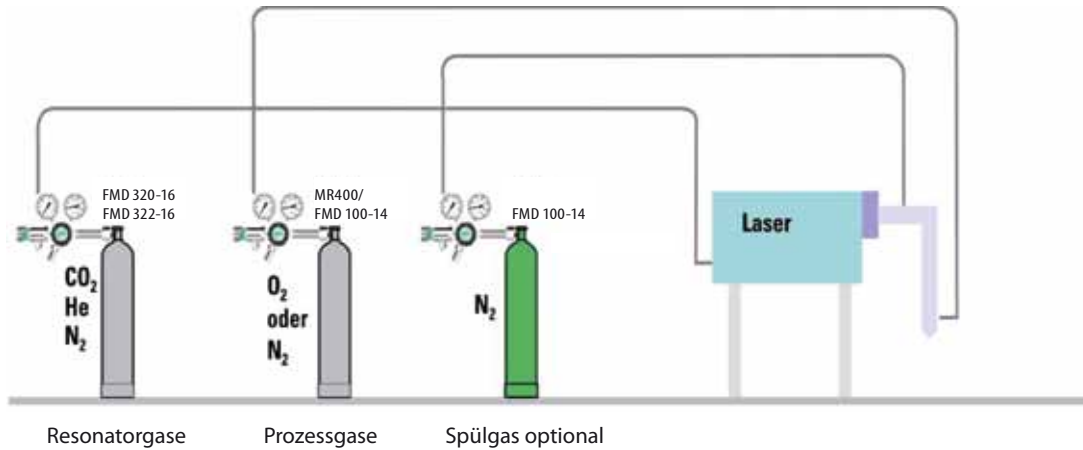 FMD 320-16
FMD 322-16
CO₂
He
N₂
Resonatorgase
MR400/
FMD 100-14
O₂
oder
N₂
Prozessgase
FMD 100-14
N₂
Spülgas optional
Laser